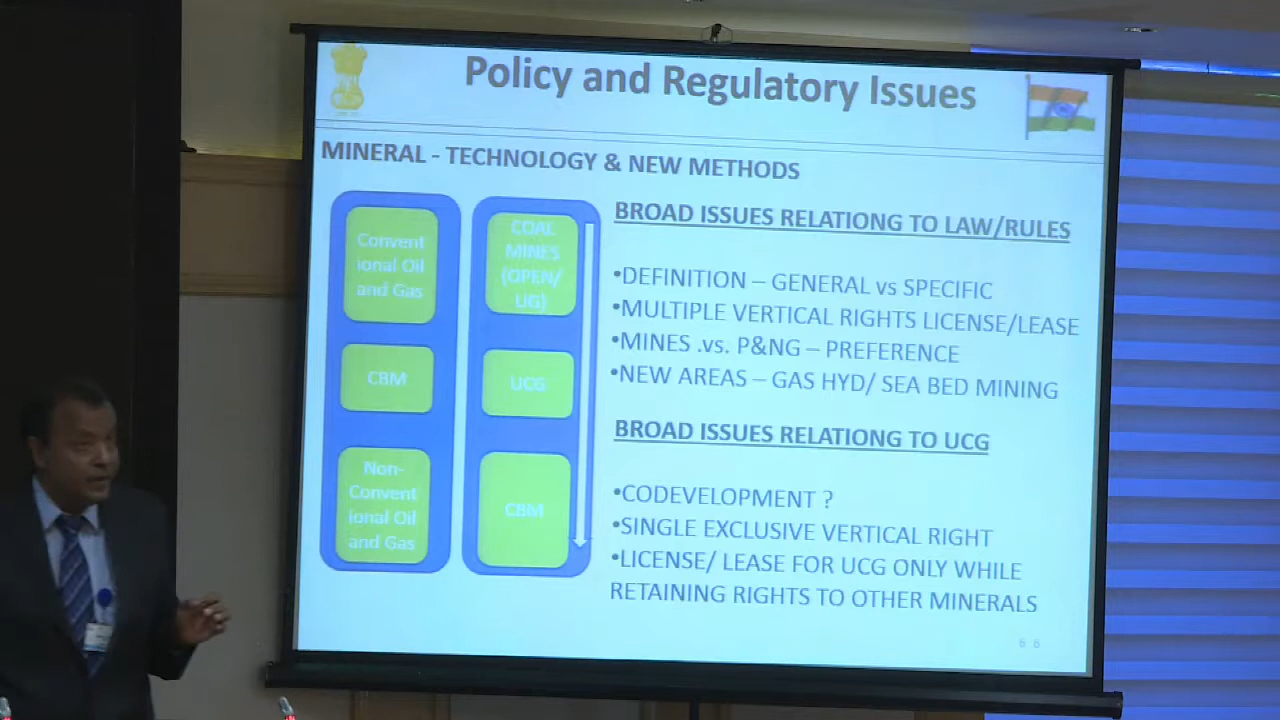 Policy and Regulatory Issues
MINERAL - TECHNOLOGY & NEW METHODS
Convent
ional Oil
and Gas
CBM
Non-
Convent
ional Oil
and Gas
COAL
MINES
(OPEN/
UG)
UCG
CBM
BROAD ISSUES RELATIONG TO LAW/RULES
•DEFINITION – GENERAL vs SPECIFIC
•MULTIPLE VERTICAL RIGHTS LICENSE/LEASE
•MINES .vs. P&NG – PREFERENCE
•NEW AREAS – GAS HYD/ SEA BED MINING
BROAD ISSUES RELATIONG TO UCG
•CODEVELOPMENT ?
•SINGLE EXCLUSIVE VERTICAL RIGHT
•LICENSE/ LEASE FOR UCG ONLY WHILE
RETAINING RIGHTS TO OTHER MINERALS
6 6